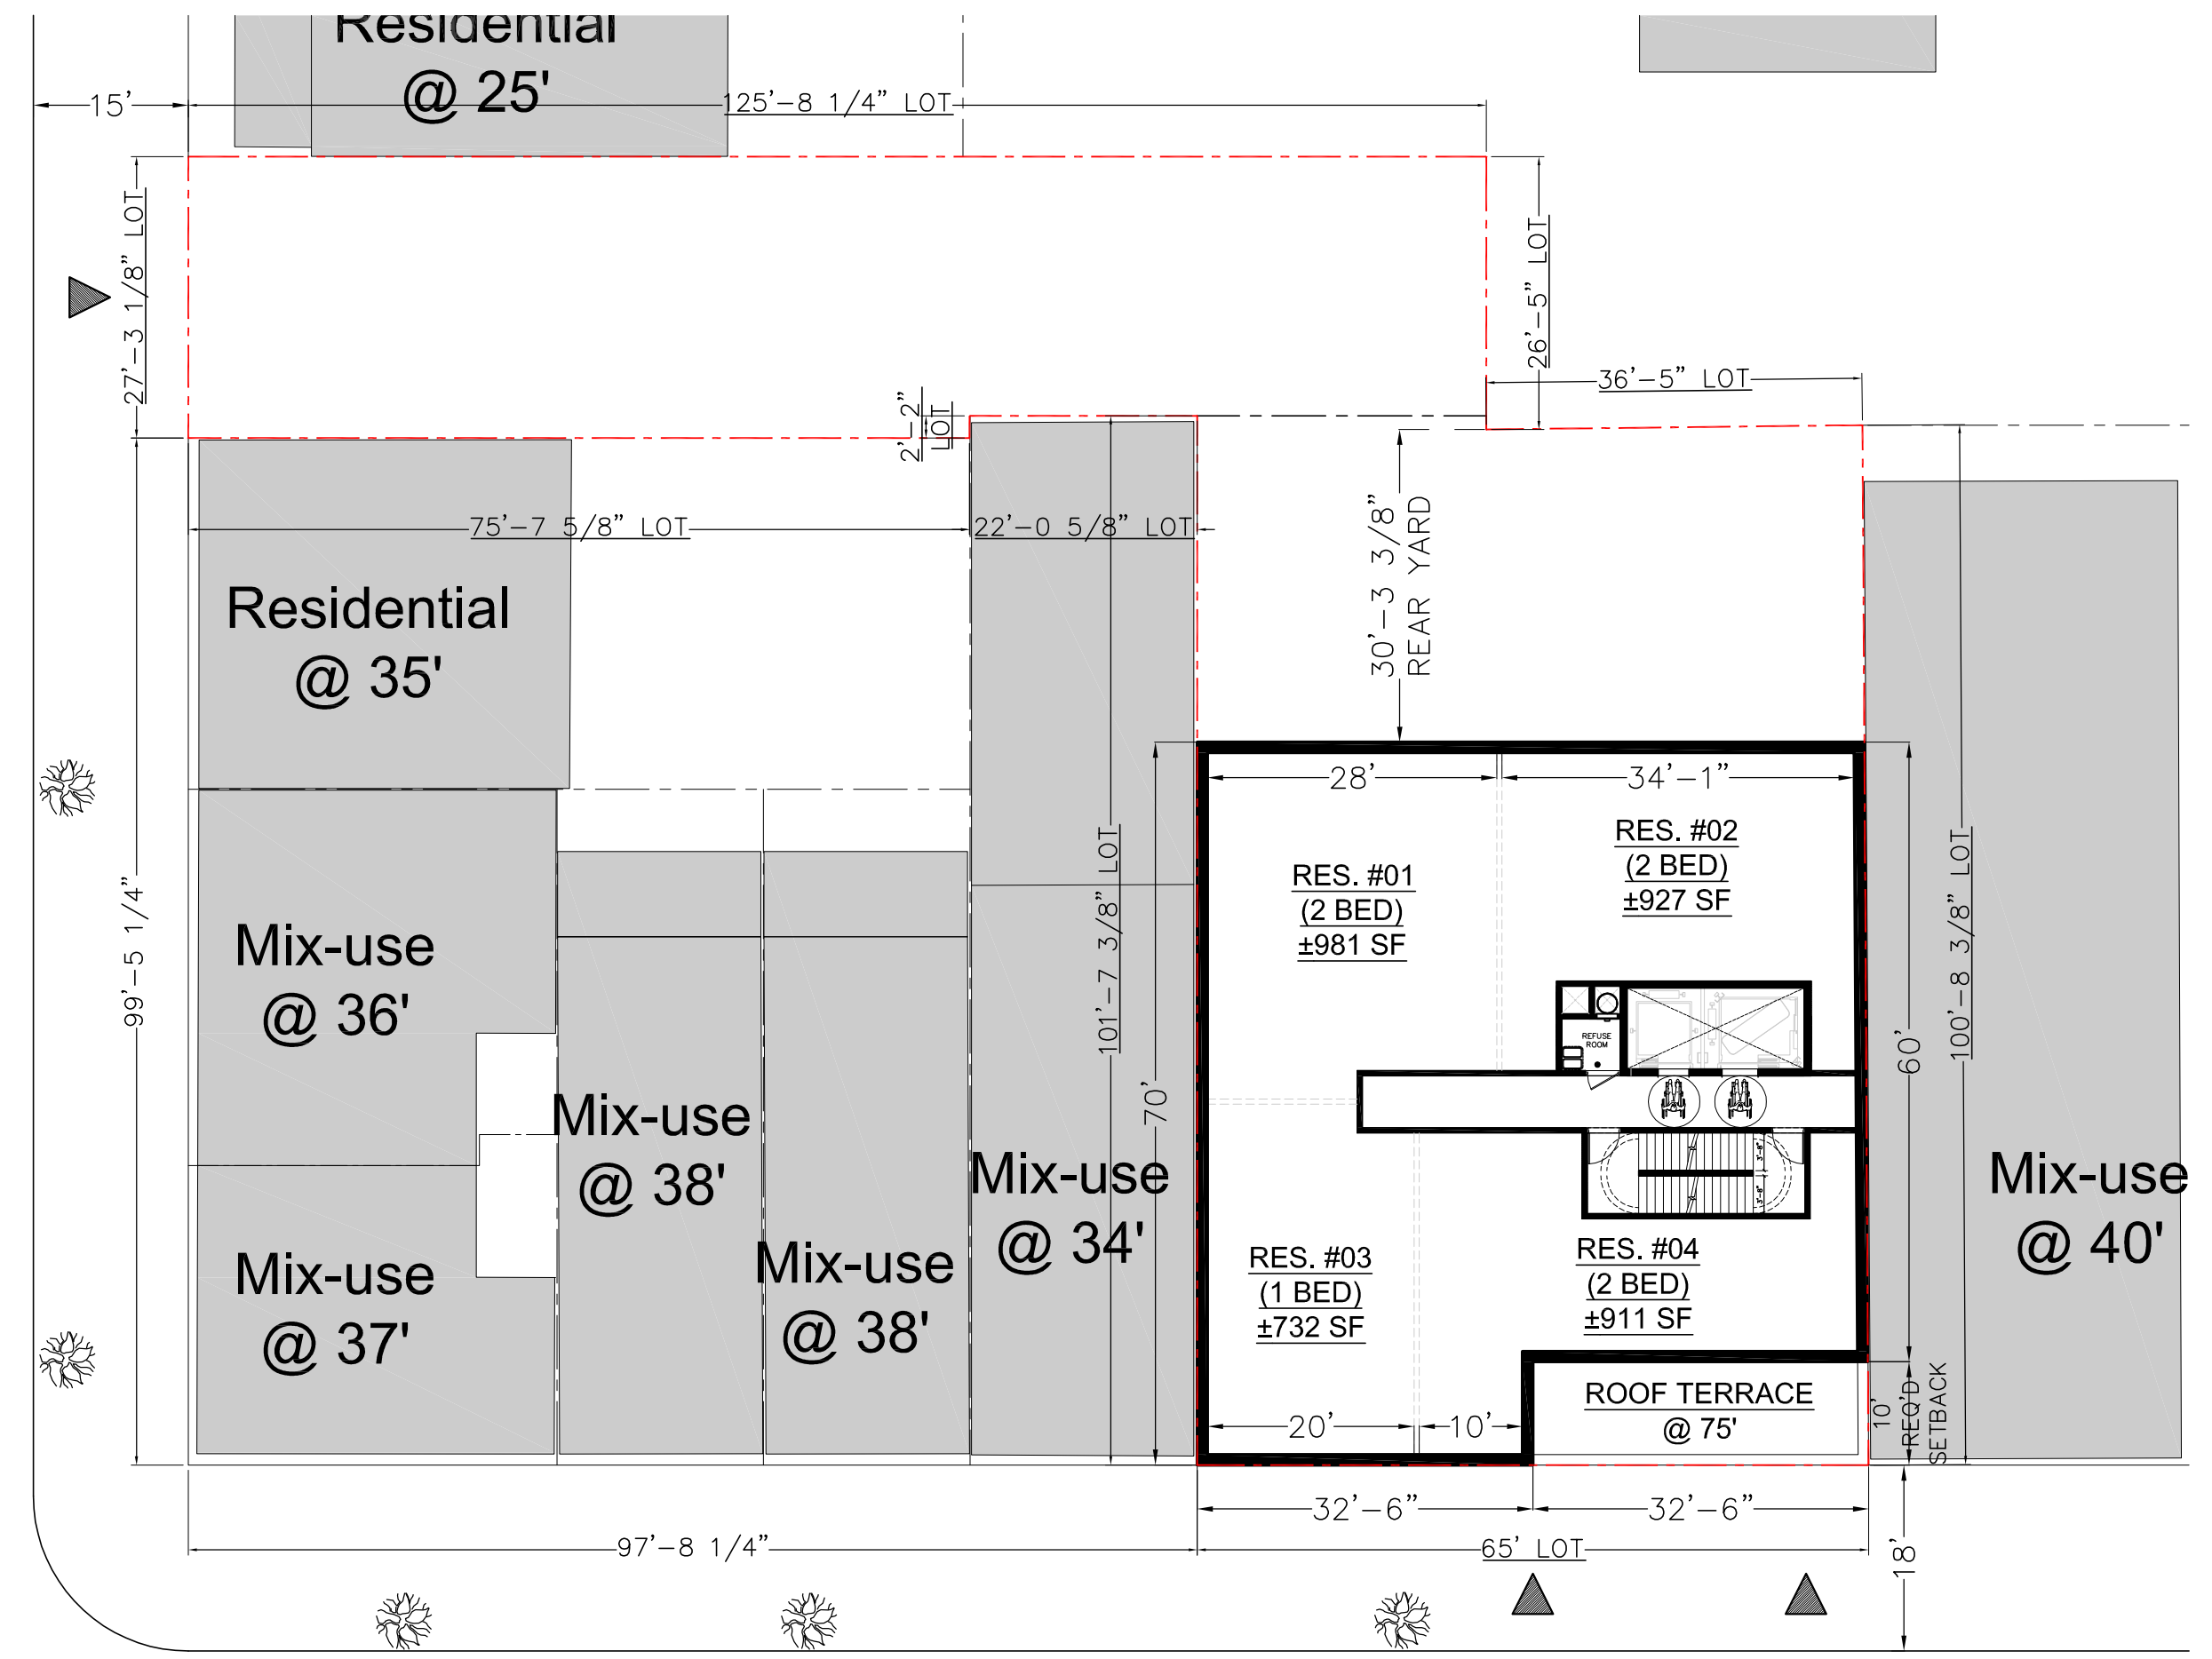 Residential
@ 25'
15'
125'-8 1/4" LOT
27'-3 1/8" LOT
26'-5" LOT
36'-5" LOT
2'-2"
LOT
75'-7 5/8" LOT
22'-0 5/8" LOT
30'-3 3/8"
REAR YARD
Residential
@ 35'
28'
34'-1"
RES. #01
(2 BED)
±981 SF
RES. #02
(2 BED)
±927 SF
99'-5 1/4"
Mix-use
@ 36'
101'-7 3/8" LOT
70'
REFUSE
ROOM
60'
100'-8 3/8" LOT
Mix-use
@ 38'
Mix-use
@ 34'
3'-8"
3'-8"
Mix-use
@ 40'
Mix-use
@ 37'
Mix-use
@ 38'
RES. #03
(1 BED)
±732 SF
RES. #04
(2 BED)
±911 SF
20'
10'
ROOF TERRACE
@ 75'
10'
REQ'D
SETBACK
32'-6"
32'-6"
97'-8 1/4"
65' LOT
18'